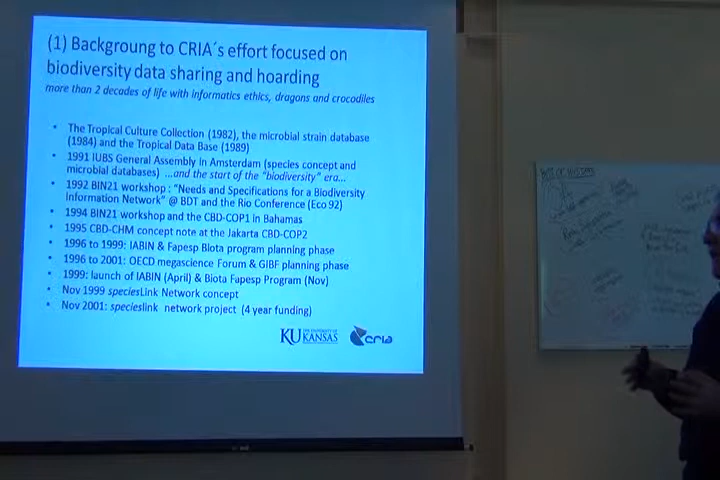 (1) Backgroung to CRIA´s effort focused on
biodiversity data sharing and hoarding
more than 2 decades of life with informatics ethics, dragons and crocodiles
• The Tropical Culture Collection (1982), the microbial strain database
(1984) and the Tropical Data Base (1989)
• 1991 IUBS General Assembly in Amsterdam (species concept and
microbial databases) ...and the start of the "biodiversity" era...
• 1992 BIN21 workshop : "Needs and Specifications for a Biodiversity
Information Network" @ BDT and the Rio Conference (Eco 92)
• 1994 BIN21 workshop and the CBD-COP1 in Bahamas
• 1995 CBD-CHM concept note at the Jakarta CBD-COP2
• 1996 to 1999: IABIN & Fapesp Biota program planning phase
• 1996 to 2001: OECD megascience Forum & GIBF planning phase
• 1999: launch of IABIN (April) & Biota Fapesp Program (Nov)
• Nov 1999 speciesLink Network concept
• Nov 2001: specieslink network project (4 year funding)
KU THE UNIVERSITY OF KANSAS
cria